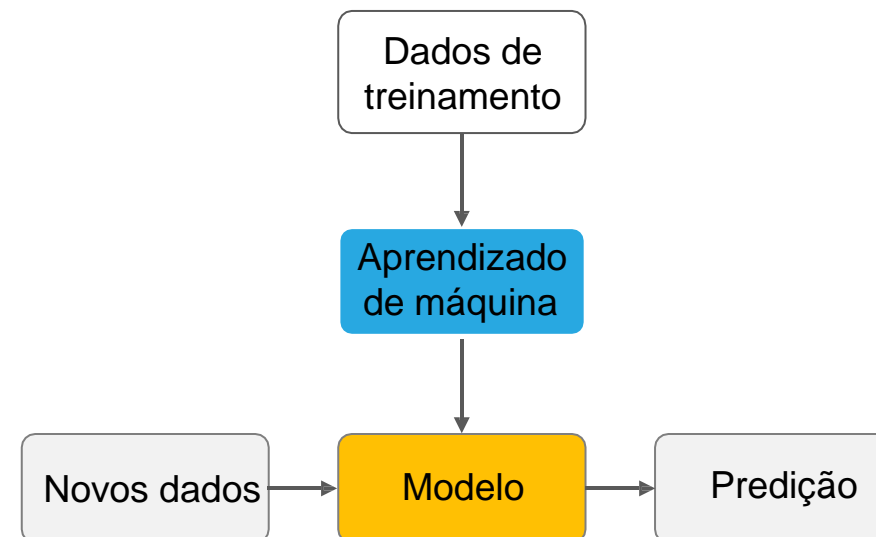 Dados de
treinamento
Aprendizado
de máquina
Novos dados
Modelo
Predição